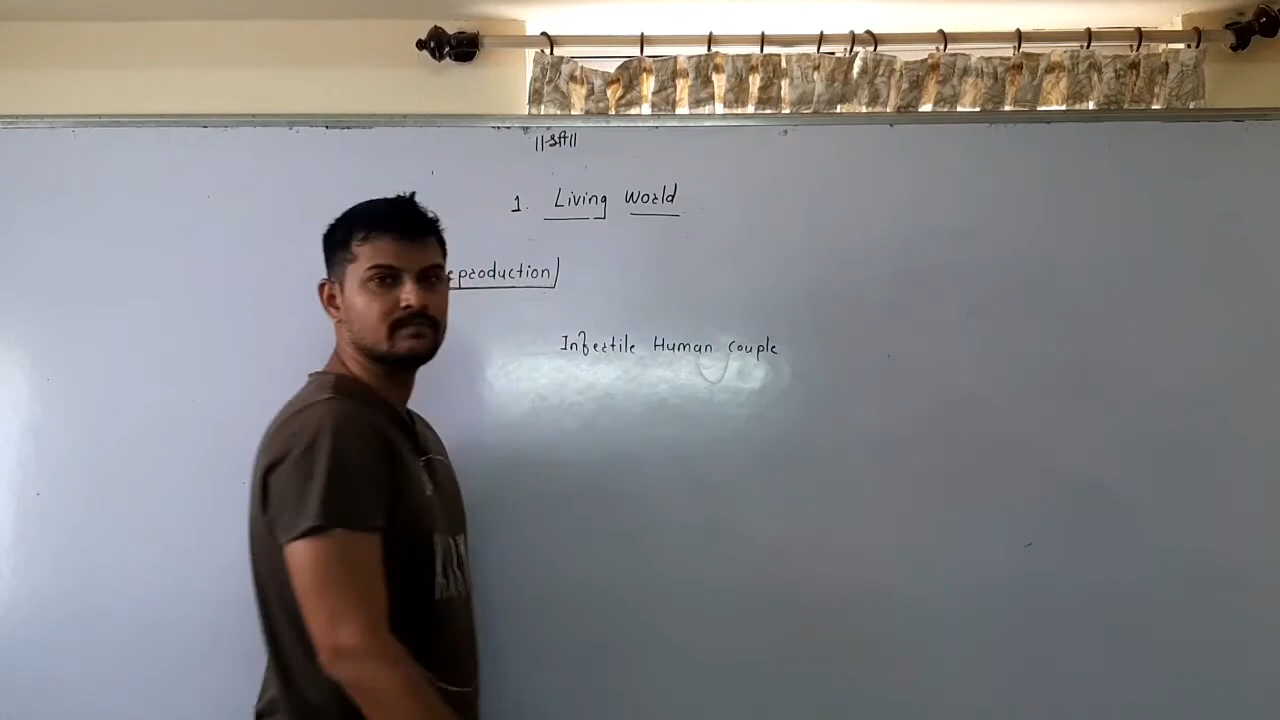 ॥श्री॥
1. Living World
eproduction
Infertile Human couple